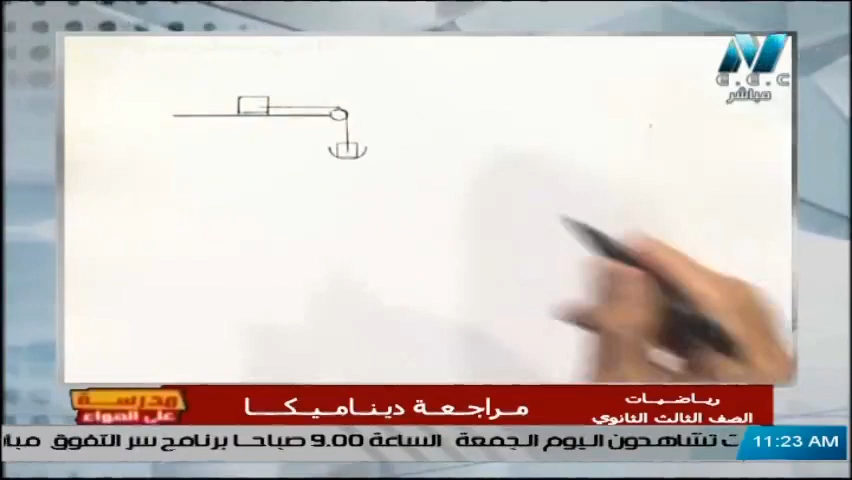 e.e.c
مباشر
رياضيات
الصف الثالث الثانوي
مراجعة ديناميكا
مدرسة
على الهواء
ت تشاهدون اليوم الجمعة الساعة 9.00 صباحا برنامج سر التفوق مبا
11:23 AM